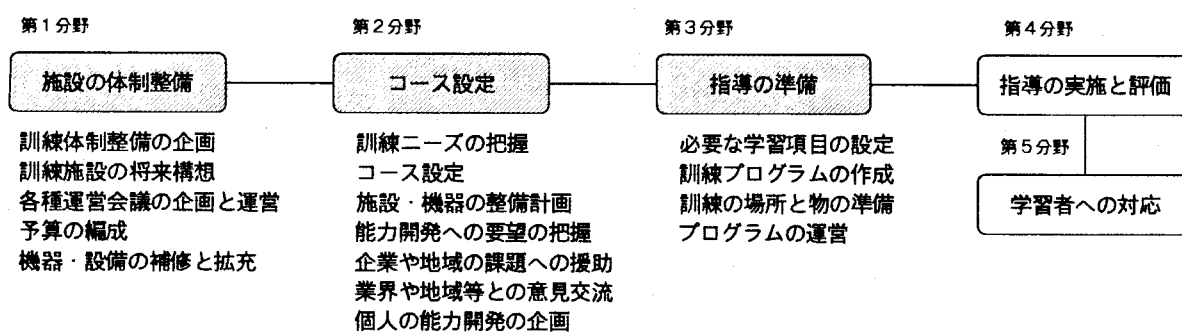 第1分野
施設の体制整備
訓練体制整備の企画
訓練施設の将来構想
各種運営会議の企画と運営
予算の編成
機器・設備の補修と拡充
第2分野
コース設定
訓練ニーズの把握
コース設定
施設・機器の整備計画
能力開発への要望の把握
企業や地域の課題への援助
業界や地域等との意見交流
個人の能力開発の企画
第3分野
指導の準備
必要な学習項目の設定
訓練プログラムの作成
訓練の場所と物の準備
プログラムの運営
第4分野
指導の実施と評価
第5分野
学習者への対応